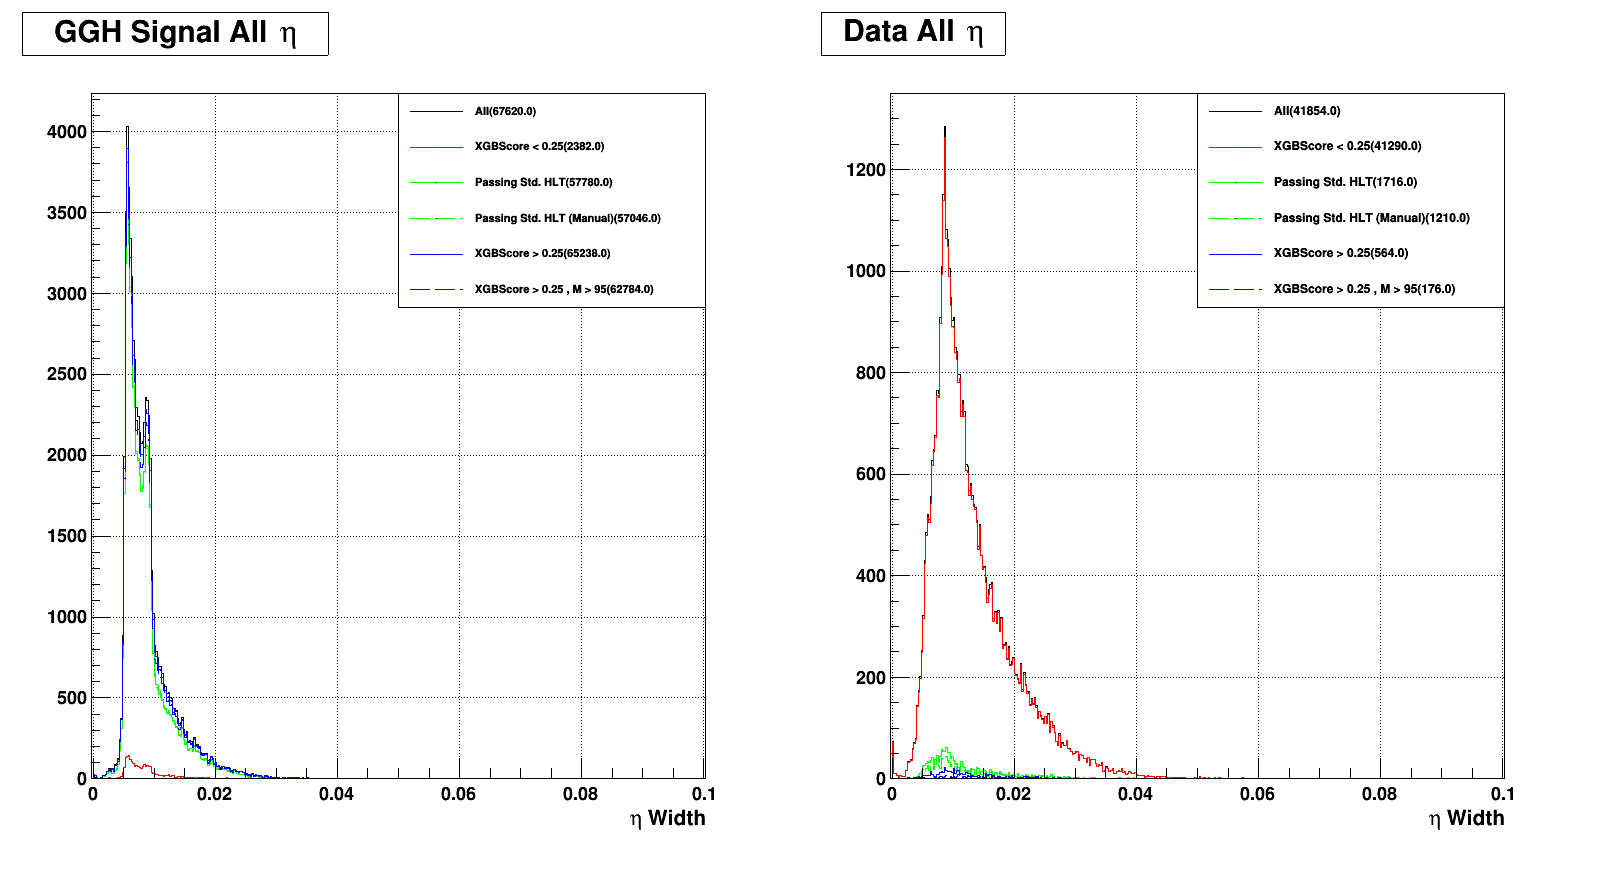 GGH Signal All η
4000
3500
3000
2500
2000
1500
1000
500
0
All(67620.0)
XGBScore < 0.25(2382.0)
Passing Std. HLT(57780.0)
Passing Std. HLT (Manual)(57046.0)
XGBScore > 0.25(65238.0)
XGBScore > 0.25 , M > 95(62784.0)
0 0.02 0.04 0.06 0.08 0.1
η Width
Data All η
1200
1000
800
600
400
200
0
All(41854.0)
XGBScore < 0.25(41290.0)
Passing Std. HLT(1716.0)
Passing Std. HLT (Manual)(1210.0)
XGBScore > 0.25(564.0)
XGBScore > 0.25 , M > 95(176.0)
0 0.02 0.04 0.06 0.08 0.1
η Width